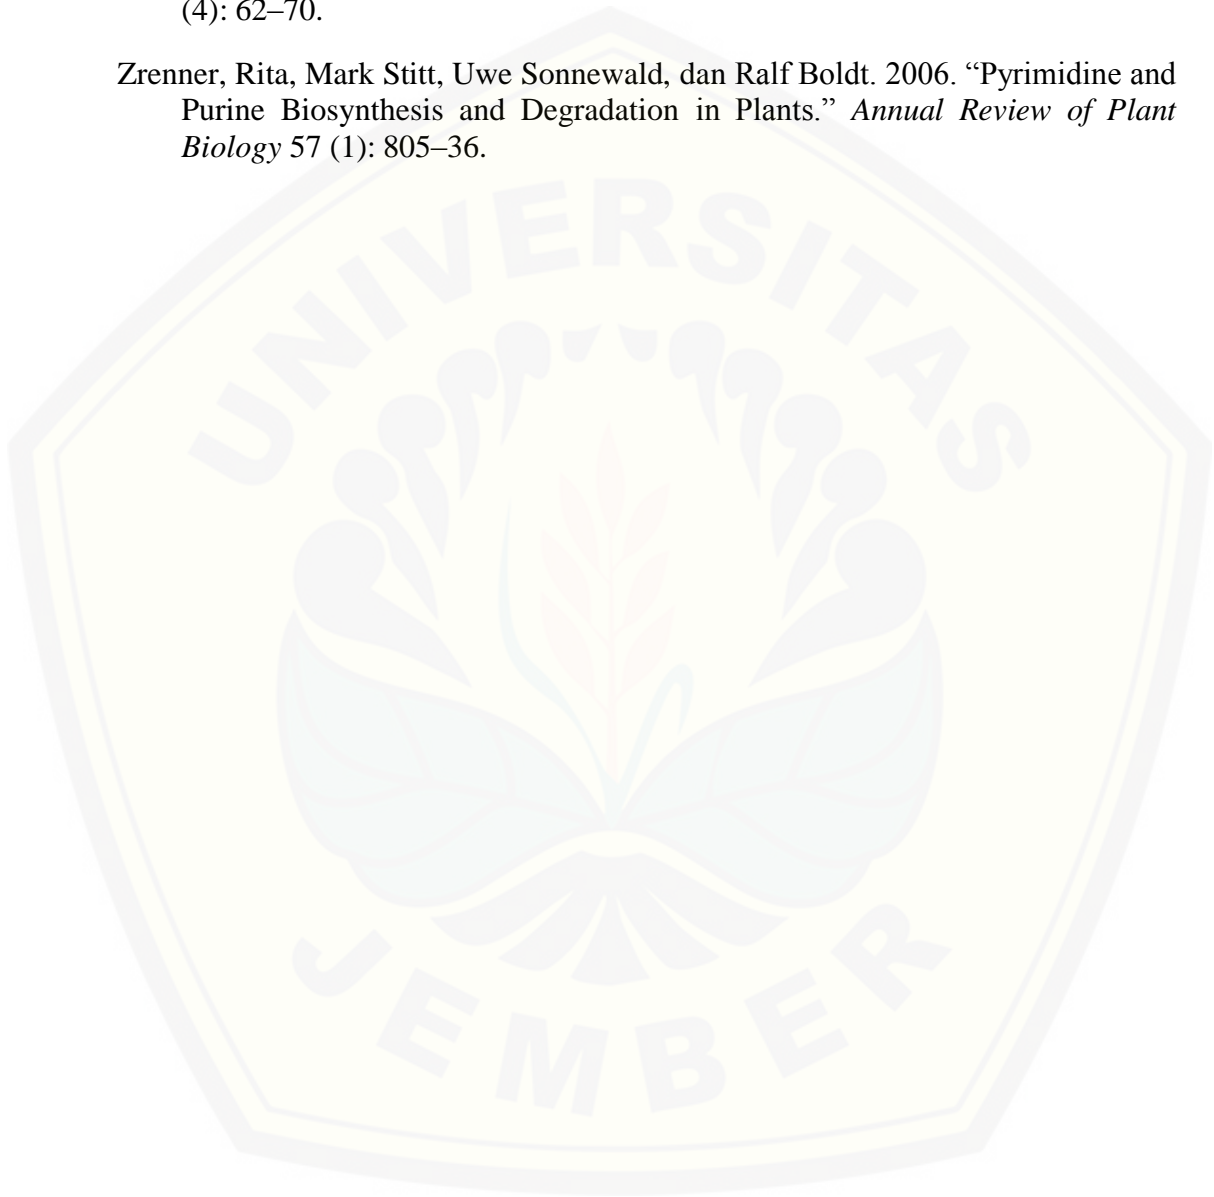 (4): 62–70.
Zrenner, Rita, Mark Stitt, Uwe Sonnewald, dan Ralf Boldt. 2006. “Pyrimidine and
Purine Biosynthesis and Degradation in Plants.” Annual Review of Plant
Biology 57 (1): 805–36.
UNIVERSITAS
JEMBER